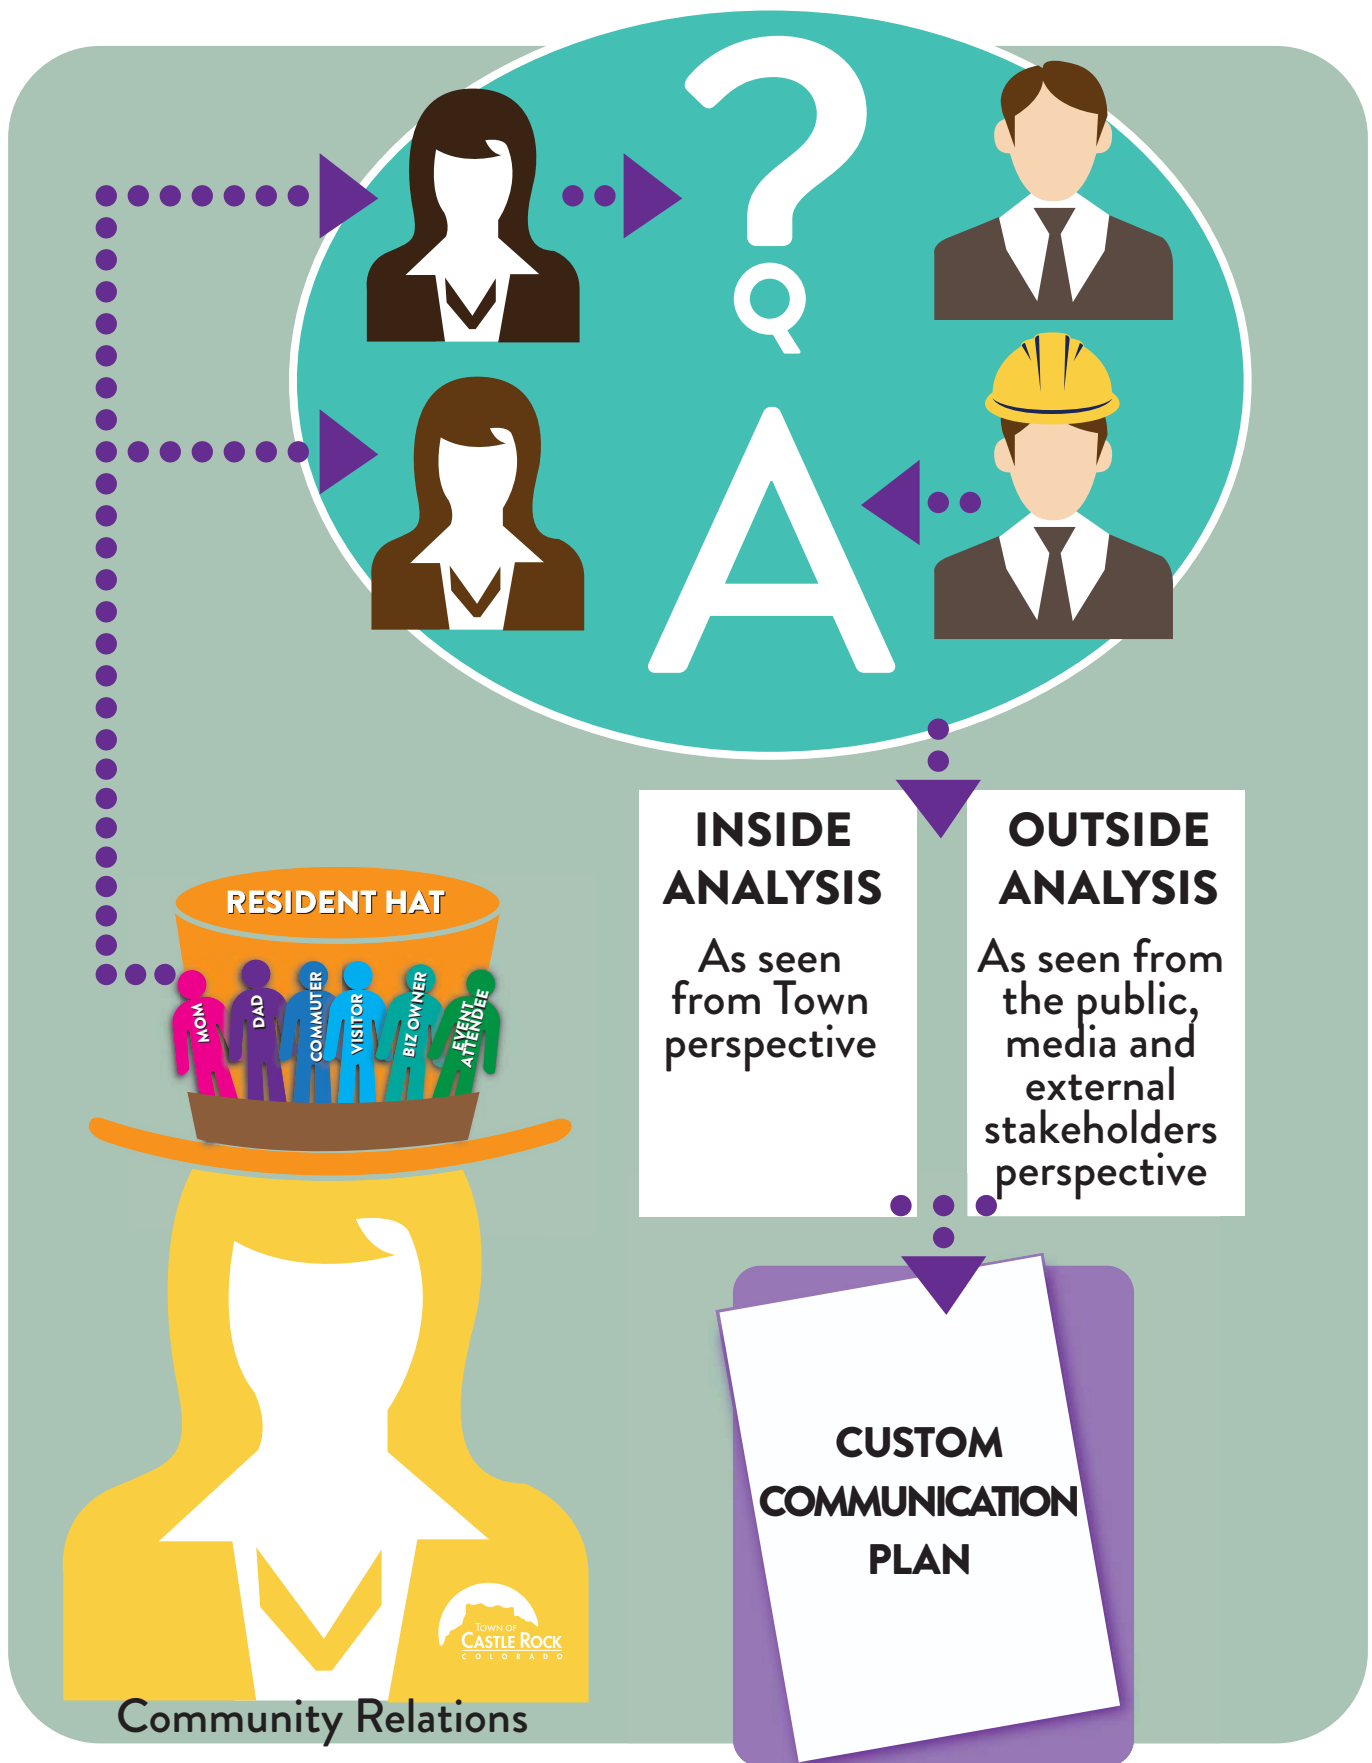 ?
Q
A
INSIDE
ANALYSIS
As seen
from Town
perspective
OUTSIDE
ANALYSIS
As seen from
the public,
media and
external
stakeholders
perspective
RESIDENT HAT
MOM
DAD
COMMUTER
VISITOR
BIZ OWNER
EVENT
ATTENDEE
CUSTOM
COMMUNICATION
PLAN
TOWN OF
CASTLE ROCK
COLORADO
Community Relations